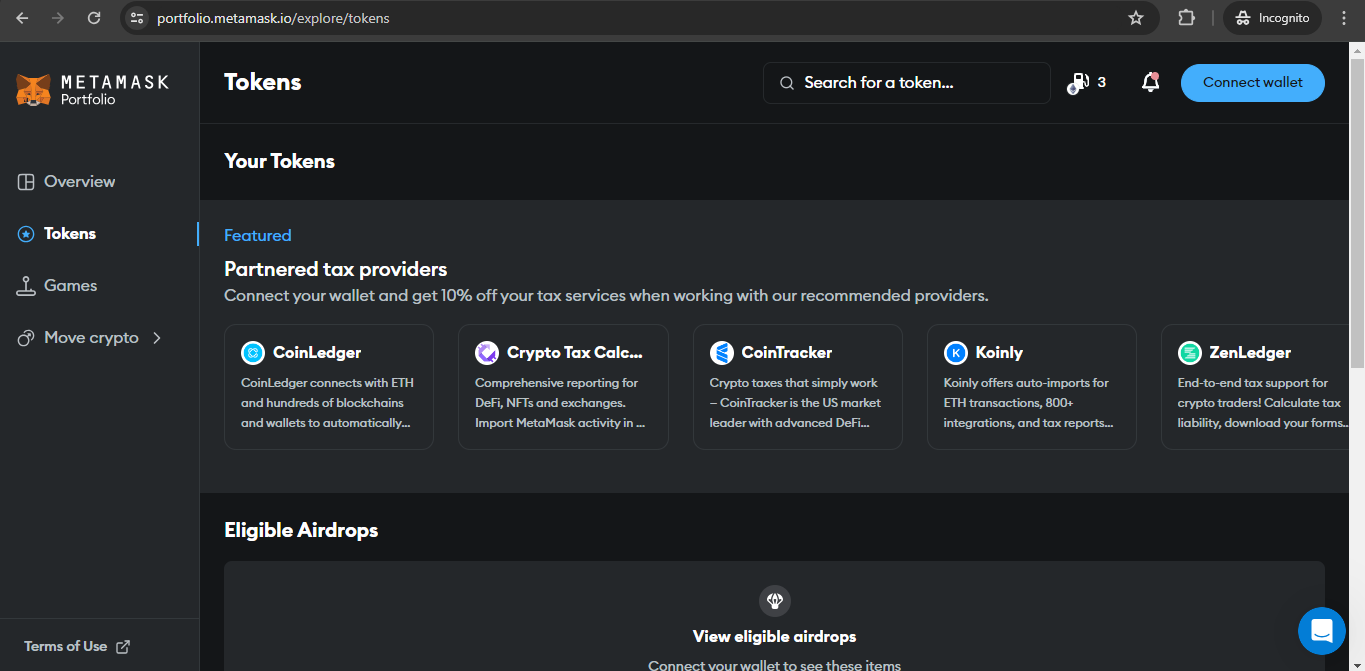 portfolio.metamask.io/explore/tokens
Incognito
METAMASK
Portfolio
Tokens
Search for a token...
3
Connect wallet
Overview
Tokens
Games
Move crypto
Your Tokens
Featured
Partnered tax providers
Connect your wallet and get 10% off your tax services when working with our recommended providers.
CoinLedger
CoinLedger connects with ETH
and hundreds of blockchains
and wallets to automatically...
Crypto Tax Calc...
Comprehensive reporting for
DeFi, NFTs and exchanges.
Import MetaMask activity in ...
CoinTracker
Crypto taxes that simply work
– CoinTracker is the US market
leader with advanced DeFi...
K
Koinly
Koinly offers auto-imports for
ETH transactions, 800+
integrations, and tax reports...
ZenLedger
End-to-end tax support for
crypto traders! Calculate tax
liability, download your forms...
Eligible Airdrops
View eligible airdrops
Connect your wallet to see these items
Terms of Use